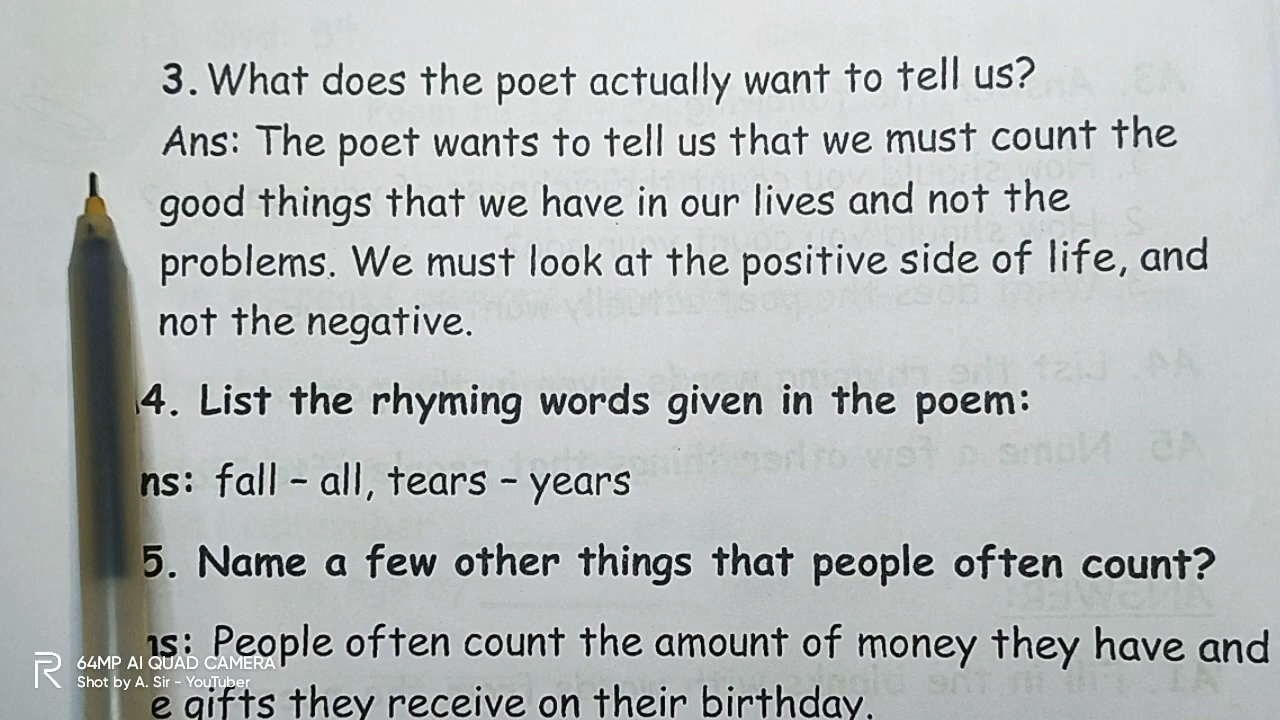 3. What does the poet actually want to tell us?
Ans: The poet wants to tell us that we must count the
good things that we have in our lives and not the
problems. We must look at the positive side of life, and
not the negative.
4. List the rhyming words given in the poem:
ns: fall - all, tears - years
5. Name a few other things that people often count?
ns: People often count the amount of money they have and
e gifts they receive on their birthday.
64MP AI QUAD CAMERA
Shot by A. Sir - YouTuber